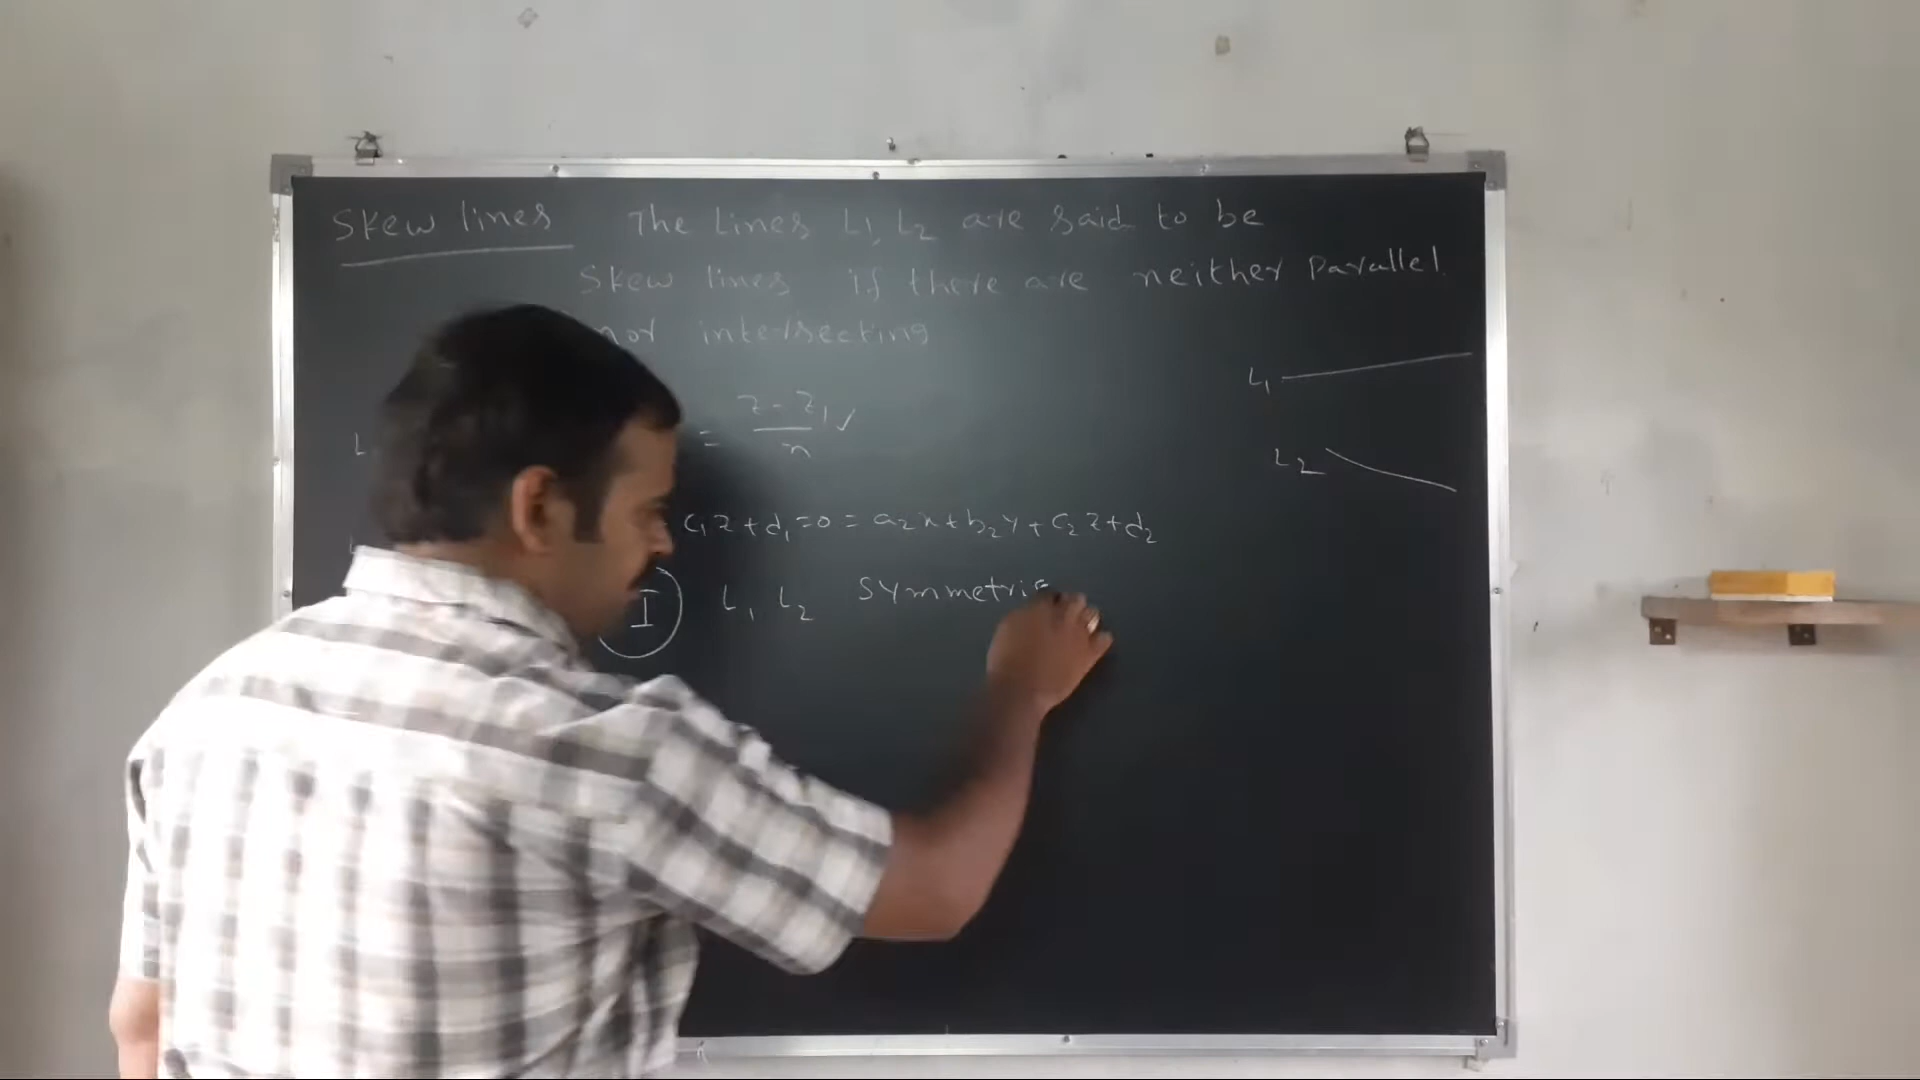 Skew lines The Lines L1, L2 are said to be
Skew lines if there are neither parallel
nor intersecting
L1
= z - z1 / n ✓
L2
c1 z + d1 = 0 = a2 x + b2 y + c2 z + d2
I L1 L2 Symmetric